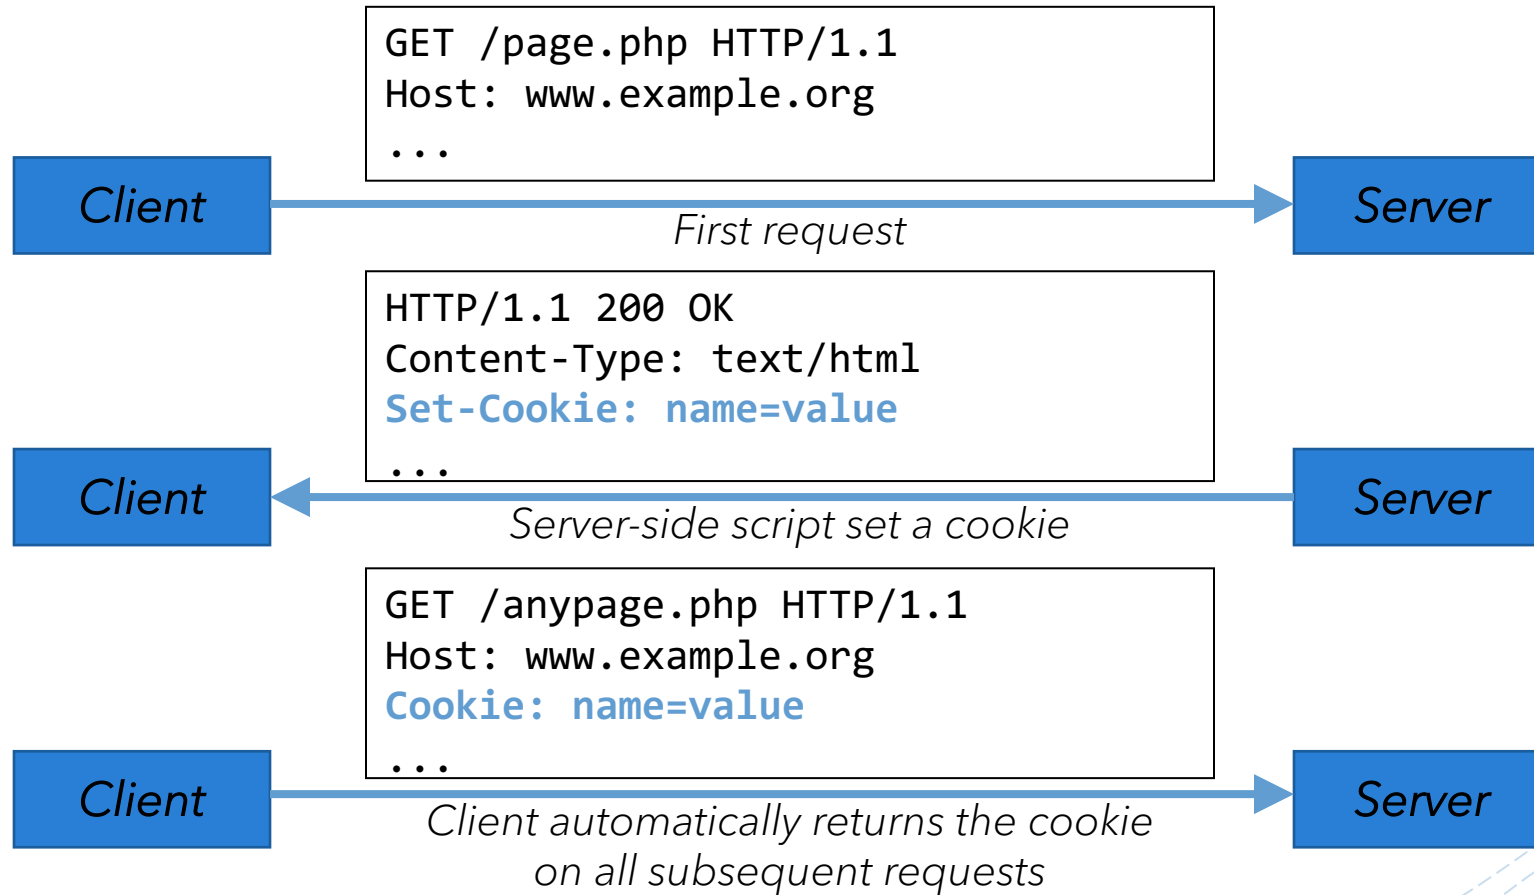 GET /page.php HTTP/1.1
Host: www.example.org
...
Client
Server
First request
HTTP/1.1 200 OK
Content-Type: text/html
Set-Cookie: name=value
...
Client
Server
Server-side script set a cookie
GET /anypage.php HTTP/1.1
Host: www.example.org
Cookie: name=value
...
Client
Server
Client automatically returns the cookie
on all subsequent requests